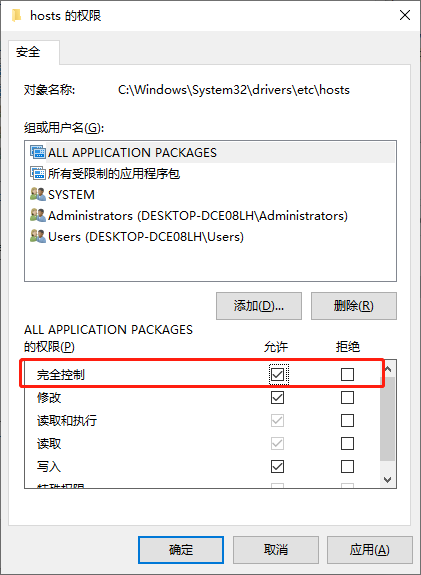 hosts 的权限
安全
对象名称: C:\Windows\System32\drivers\etc\hosts
组或用户名(G):
ALL APPLICATION PACKAGES
所有受限制的应用程序包
SYSTEM
Administrators (DESKTOP-DCE08LH\Administrators)
Users (DESKTOP-DCE08LH\Users)
添加(D)... 删除(R)
ALL APPLICATION PACKAGES
的权限(P) 允许 拒绝
完全控制
修改
读取和执行
读取
写入
特殊权限
确定 取消 应用(A)